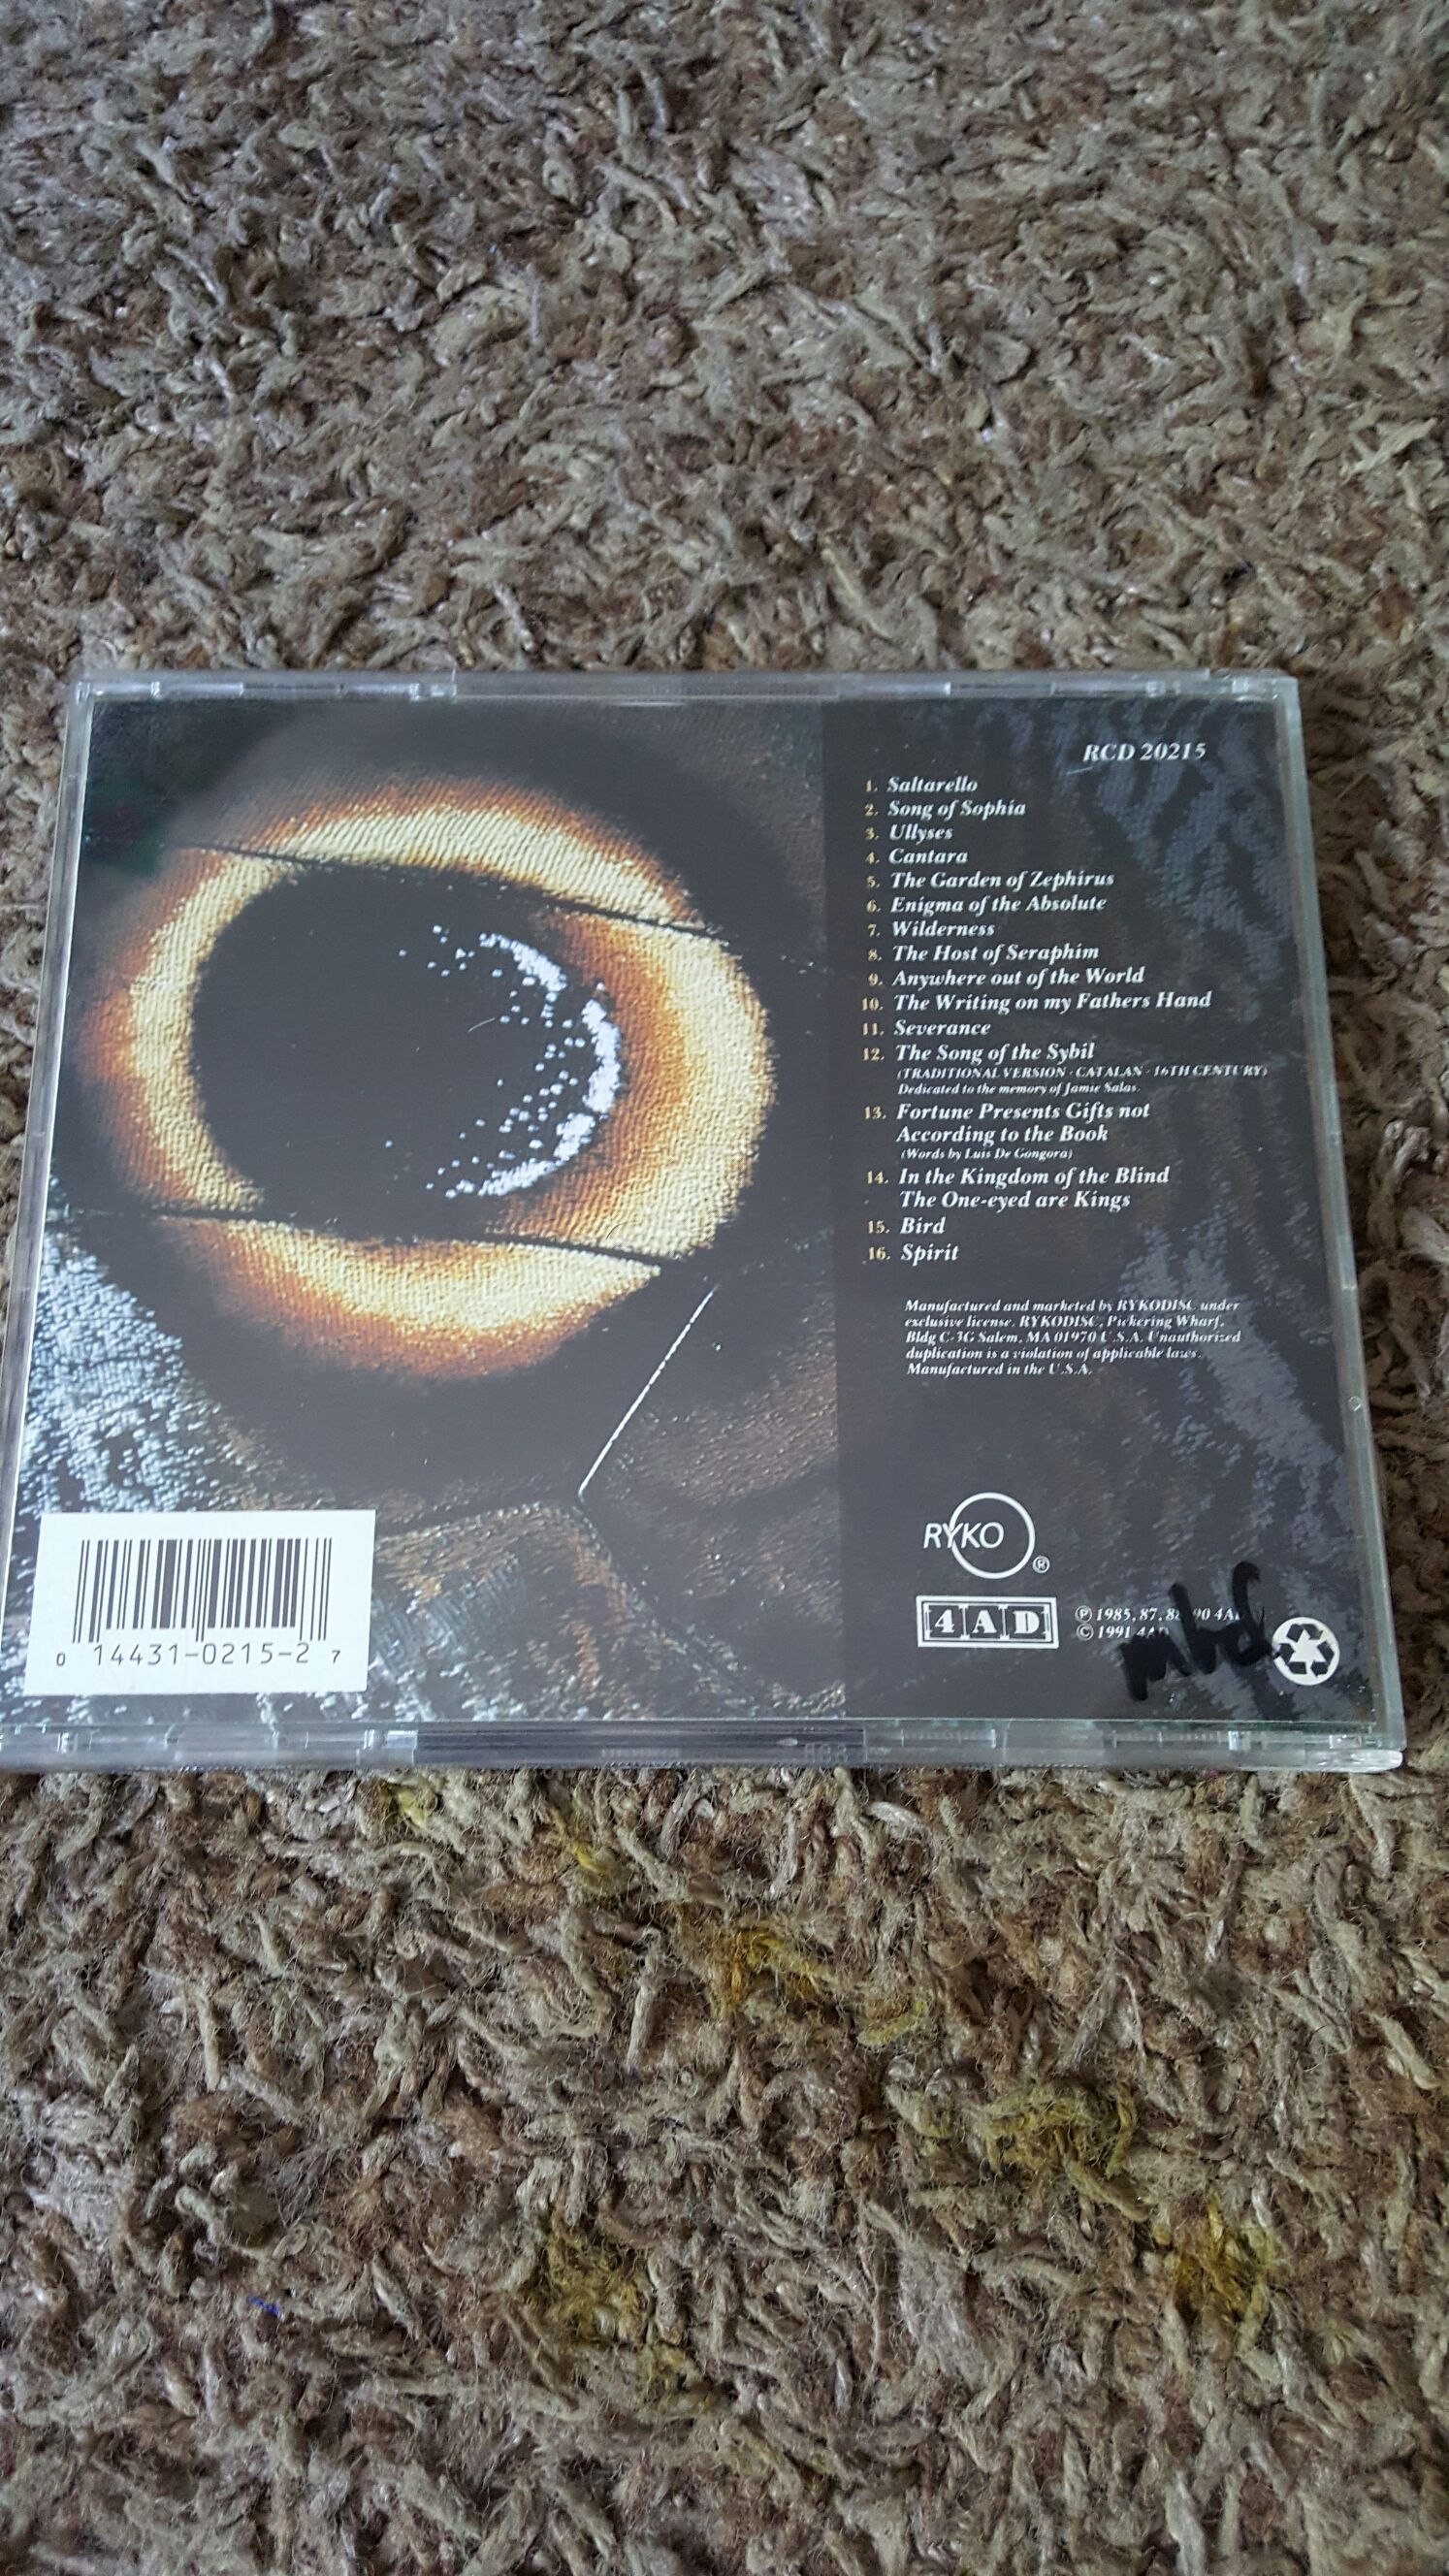 RCD 20215
1. Saltarello
2. Song of Sophia
3. Ullyses
4. Cantara
5. The Garden of Zephirus
6. Enigma of the Absolute
7. Wilderness
8. The Host of Seraphim
9. Anywhere out of the World
10. The Writing on my Fathers Hand
11. Severance
12. The Song of the Sybil
(TRADITIONAL VERSION - CATALAN - 16TH CENTURY)
Dedicated to the memory of Jamie Salas.
13. Fortune Presents Gifts not
According to the Book
(Words by Luis De Gongora)
14. In the Kingdom of the Blind
The One-eyed are Kings
15. Bird
16. Spirit
Manufactured and marketed by RYKODISC under
exclusive license. RYKODISC, Pickering Wharf,
Bldg C-3G Salem, MA 01970 U.S.A. Unauthorized
duplication is a violation of applicable laws.
Manufactured in the U.S.A.
RYKO ®
4AD
Ⓟ 1985, 87, 88 90 4AD
© 1991 4AD
0 14431-0215-2 7